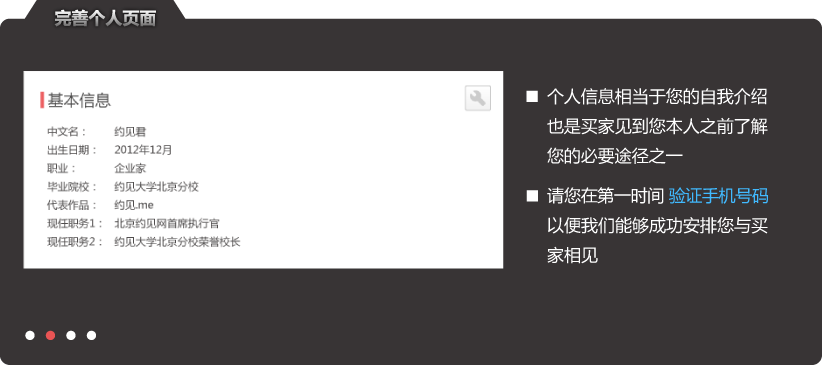 完善个人页面
基本信息
中文名： 约见君
出生日期： 2012年12月
职业： 企业家
毕业院校： 约见大学北京分校
代表作品： 约见.me
现任职务1： 北京约见网首席执行官
现任职务2： 约见大学北京分校荣誉校长
个人信息相当于您的自我介绍
也是买家见到您本人之前了解
您的必要途径之一
请您在第一时间 验证手机号码
以便我们能够成功安排您与买
家相见